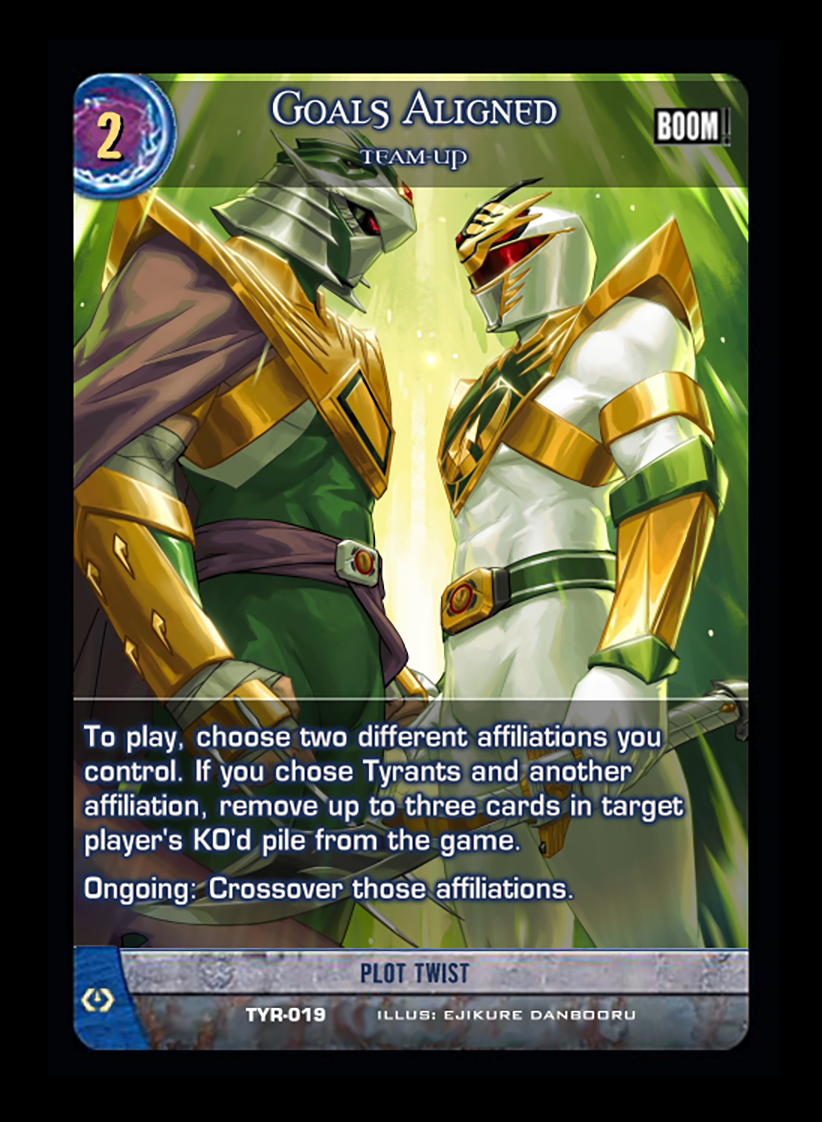 2
Goals Aligned
BOOM!
TEAM-UP
To play, choose two different affiliations you
control. If you chose Tyrants and another
affiliation, remove up to three cards in target
player's KO'd pile from the game.
Ongoing: Crossover those affiliations.
PLOT TWIST
TYR-019 ILLUS: EJIKURE DANBOORU